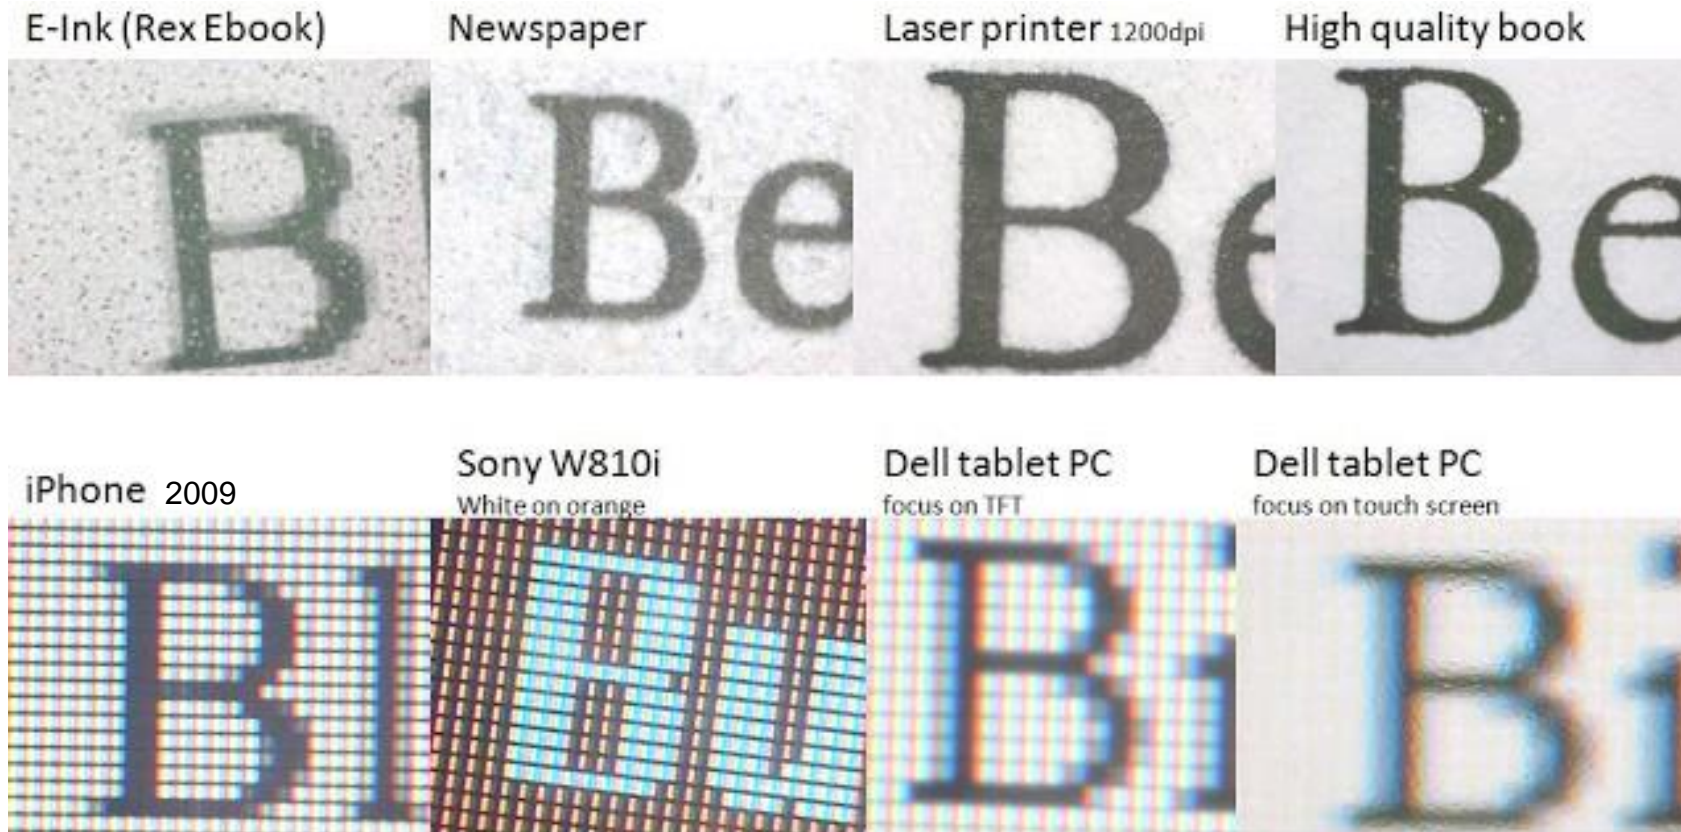 E-Ink (Rex Ebook)
Newspaper
Laser printer 1200dpi
High quality book
B
Be
Be
Be
iPhone 2009
Sony W810i
White on orange
Dell tablet PC
focus on TFT
Dell tablet PC
focus on touch screen
Bl
B
Bi
Bi